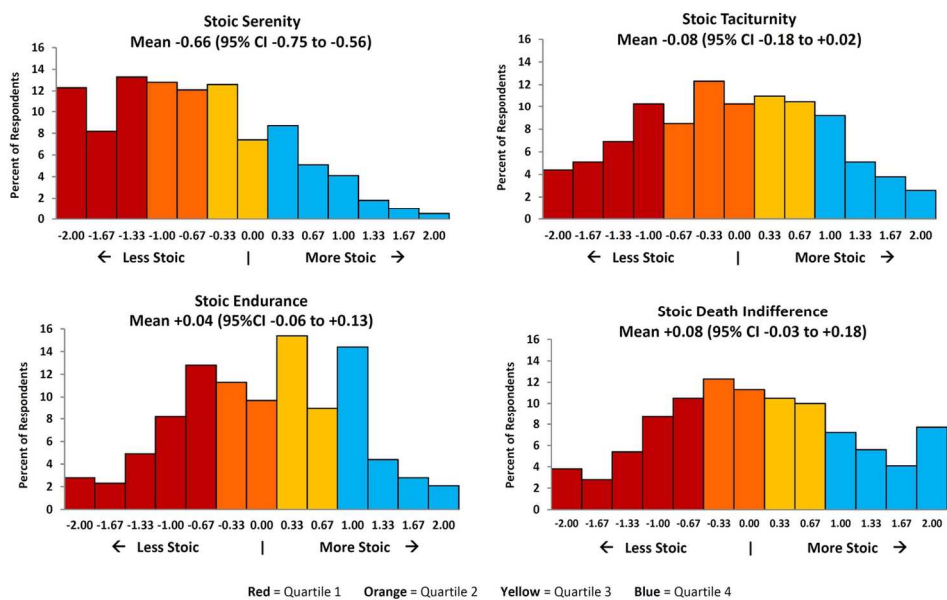 Stoic Serenity
Mean -0.66 (95% CI -0.75 to -0.56)
Percent of Respondents
16
14
12
10
8
6
4
2
0
-2.00 -1.67 -1.33 -1.00 -0.67 -0.33 0.00 0.33 0.67 1.00 1.33 1.67 2.00
← Less Stoic | More Stoic →
Stoic Taciturnity
Mean -0.08 (95% CI -0.18 to +0.02)
Percent of Respondents
16
14
12
10
8
6
4
2
0
-2.00 -1.67 -1.33 -1.00 -0.67 -0.33 0.00 0.33 0.67 1.00 1.33 1.67 2.00
← Less Stoic | More Stoic →
Stoic Endurance
Mean +0.04 (95%CI -0.06 to +0.13)
Percent of Respondents
16
14
12
10
8
6
4
2
0
-2.00 -1.67 -1.33 -1.00 -0.67 -0.33 0.00 0.33 0.67 1.00 1.33 1.67 2.00
← Less Stoic | More Stoic →
Stoic Death Indifference
Mean +0.08 (95% CI -0.03 to +0.18)
Percent of Respondents
16
14
12
10
8
6
4
2
0
-2.00 -1.67 -1.33 -1.00 -0.67 -0.33 0.00 0.33 0.67 1.00 1.33 1.67 2.00
← Less Stoic | More Stoic →
Red = Quartile 1 Orange = Quartile 2 Yellow = Quartile 3 Blue = Quartile 4